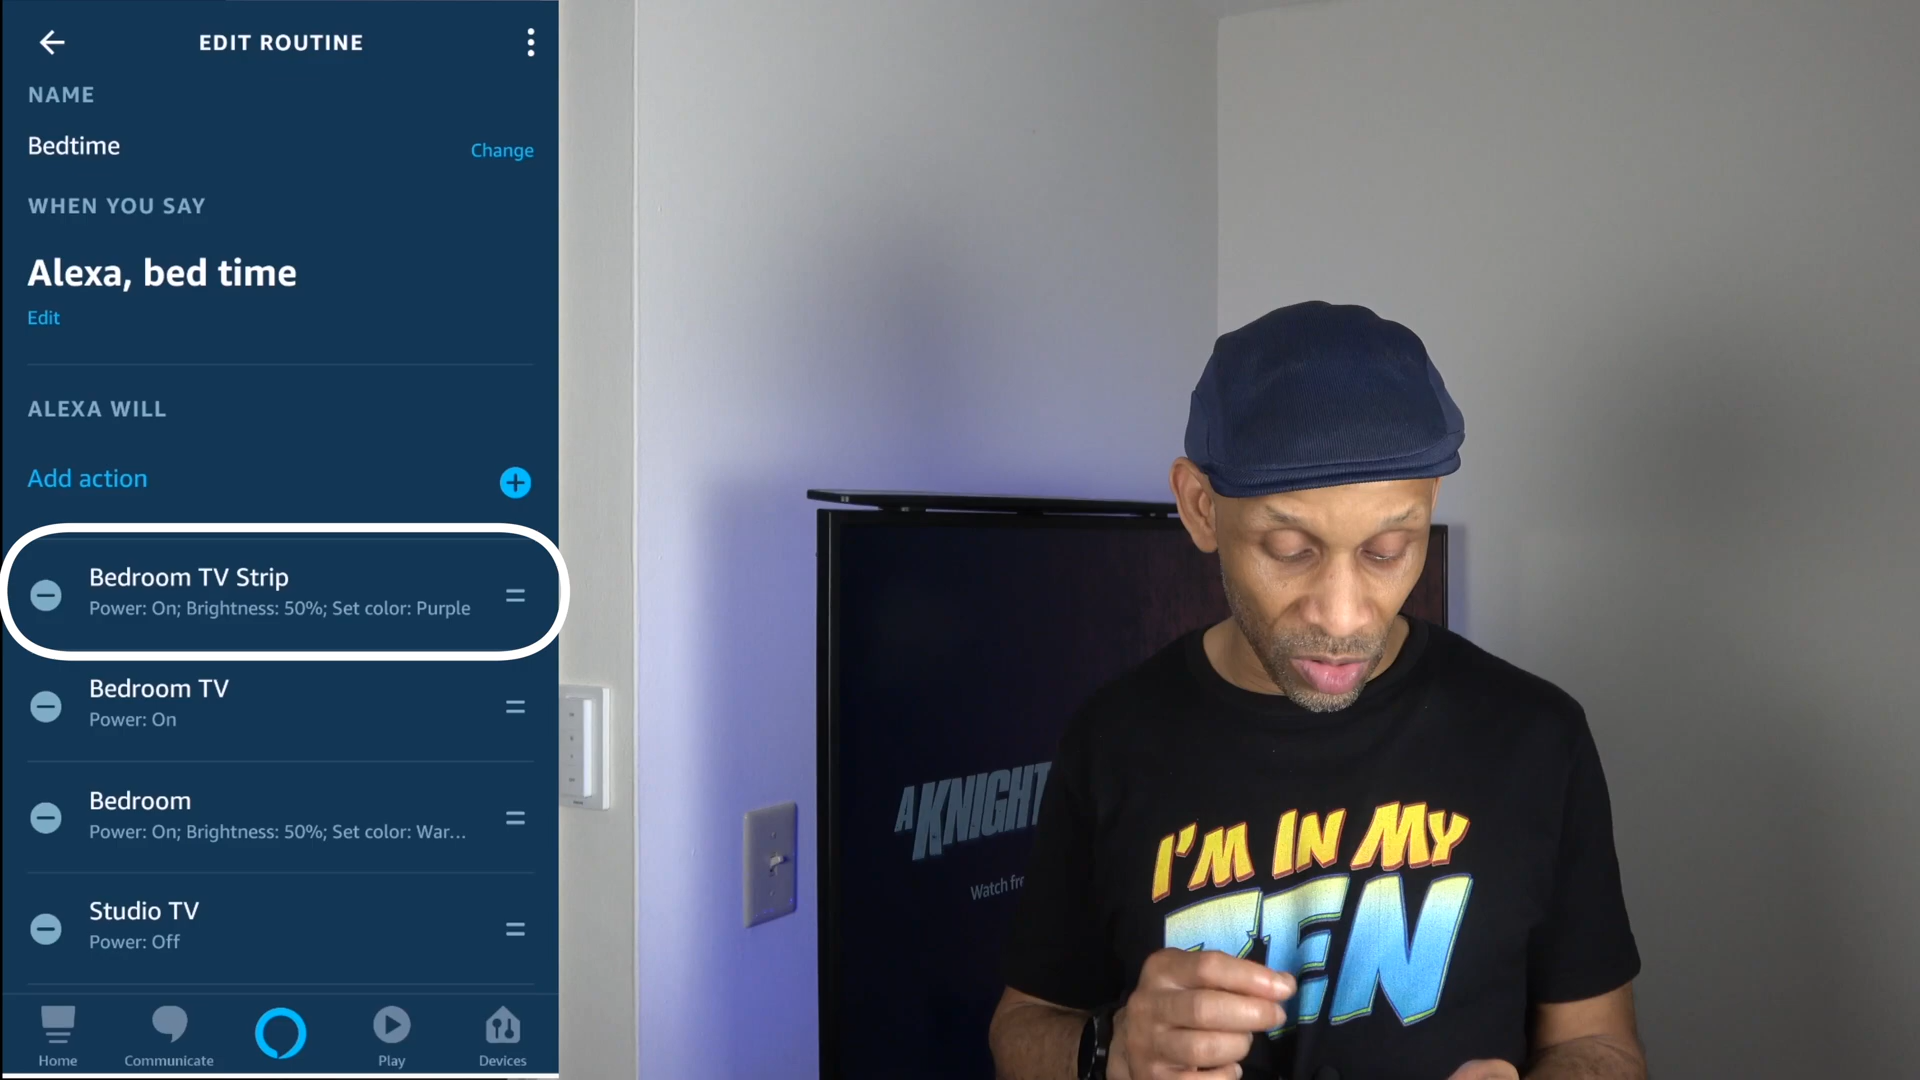 EDIT ROUTINE
NAME
Bedtime
Change
WHEN YOU SAY
Alexa, bed time
Edit
ALEXA WILL
Add action
Bedroom TV Strip
Power: On; Brightness: 50%; Set color: Purple
Bedroom TV
Power: On
Bedroom
Power: On; Brightness: 50%; Set color: War...
Studio TV
Power: Off
Home
Communicate
Play
Devices
A KNIGHT
Watch
I'M IN MY
ZEN